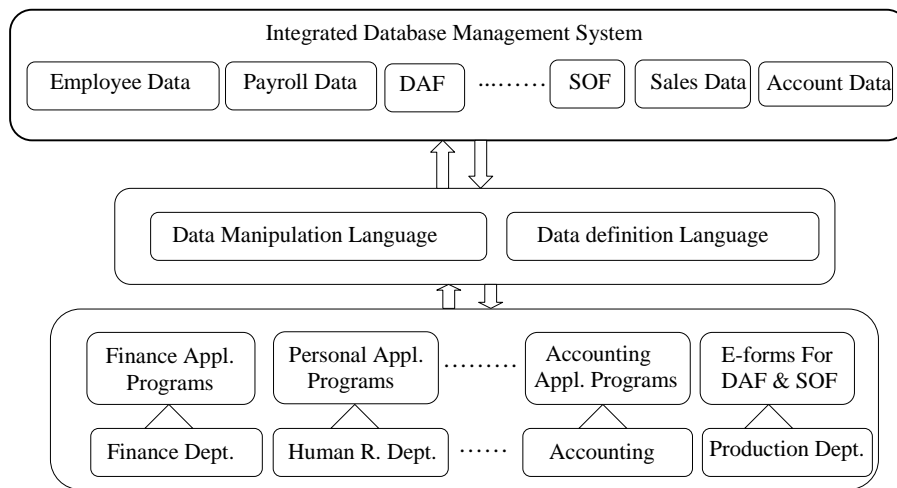 Integrated Database Management System
Employee Data
Payroll Data
DAF
...……
SOF
Sales Data
Account Data
Data Manipulation Language
Data definition Language
Finance Appl.
Programs
Personal Appl.
Programs
………
Accounting
Appl. Programs
E-forms For
DAF & SOF
Finance Dept.
Human R. Dept.
……
Accounting
Production Dept.